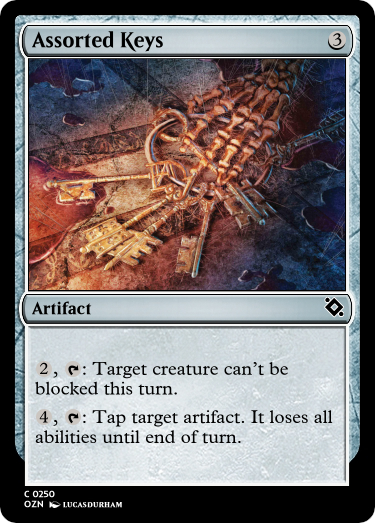 Assorted Keys 3
Artifact
2, T: Target creature can't be
blocked this turn.
4, T: Tap target artifact. It loses all
abilities until end of turn.
C 0250
OZN LUCASDURHAM